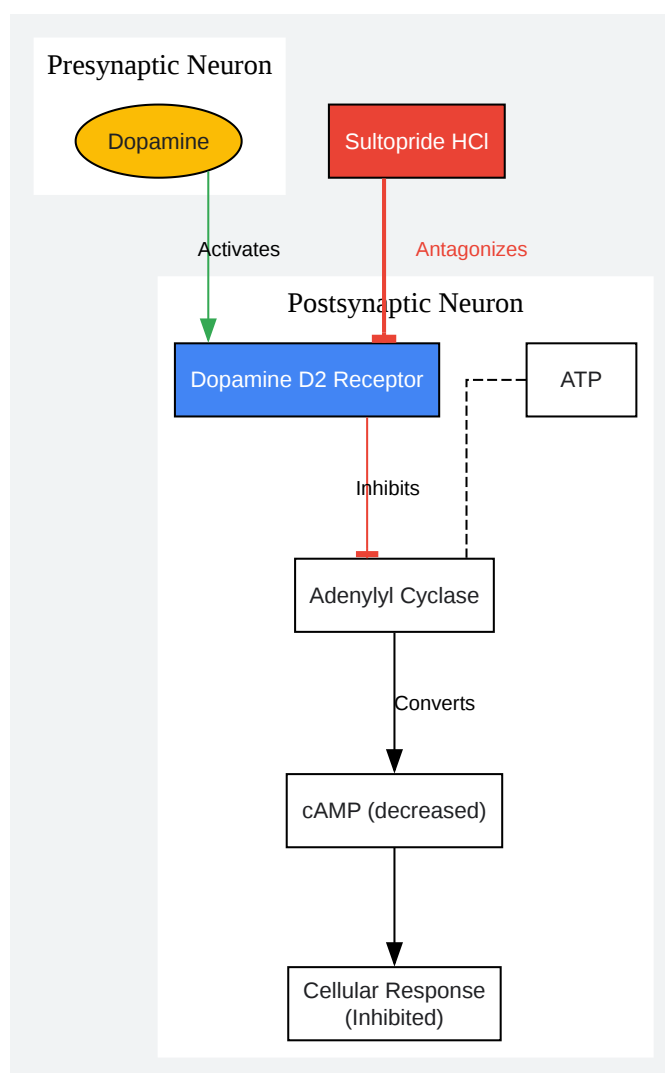 Presynaptic Neuron
Dopamine
Sultopride HCl
Activates
Antagonizes
Postsynaptic Neuron
Dopamine D2 Receptor
ATP
Inhibits
Adenylyl Cyclase
Converts
cAMP (decreased)
Cellular Response
(Inhibited)